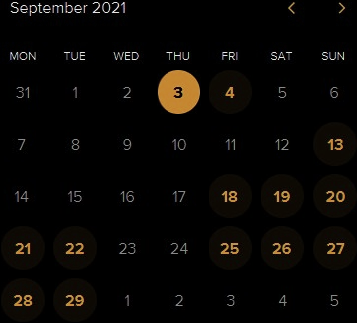 September 2021 < >
MON TUE WED THU FRI SAT SUN
31 1 2 3 4 5 6
7 8 9 10 11 12 13
14 15 16 17 18 19 20
21 22 23 24 25 26 27
28 29 1 2 3 4 5